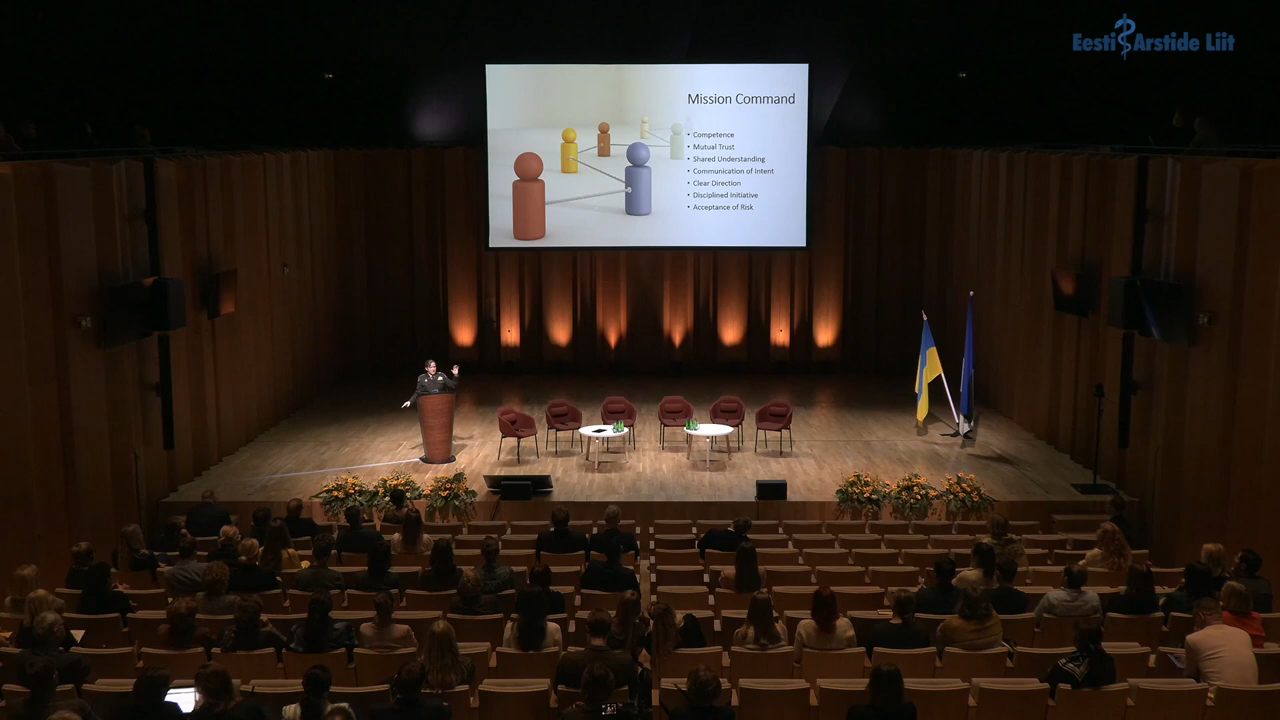 Eesti Arstide Liit
Mission Command
• Competence
• Mutual Trust
• Shared Understanding
• Communication of Intent
• Clear Direction
• Disciplined Initiative
• Acceptance of Risk